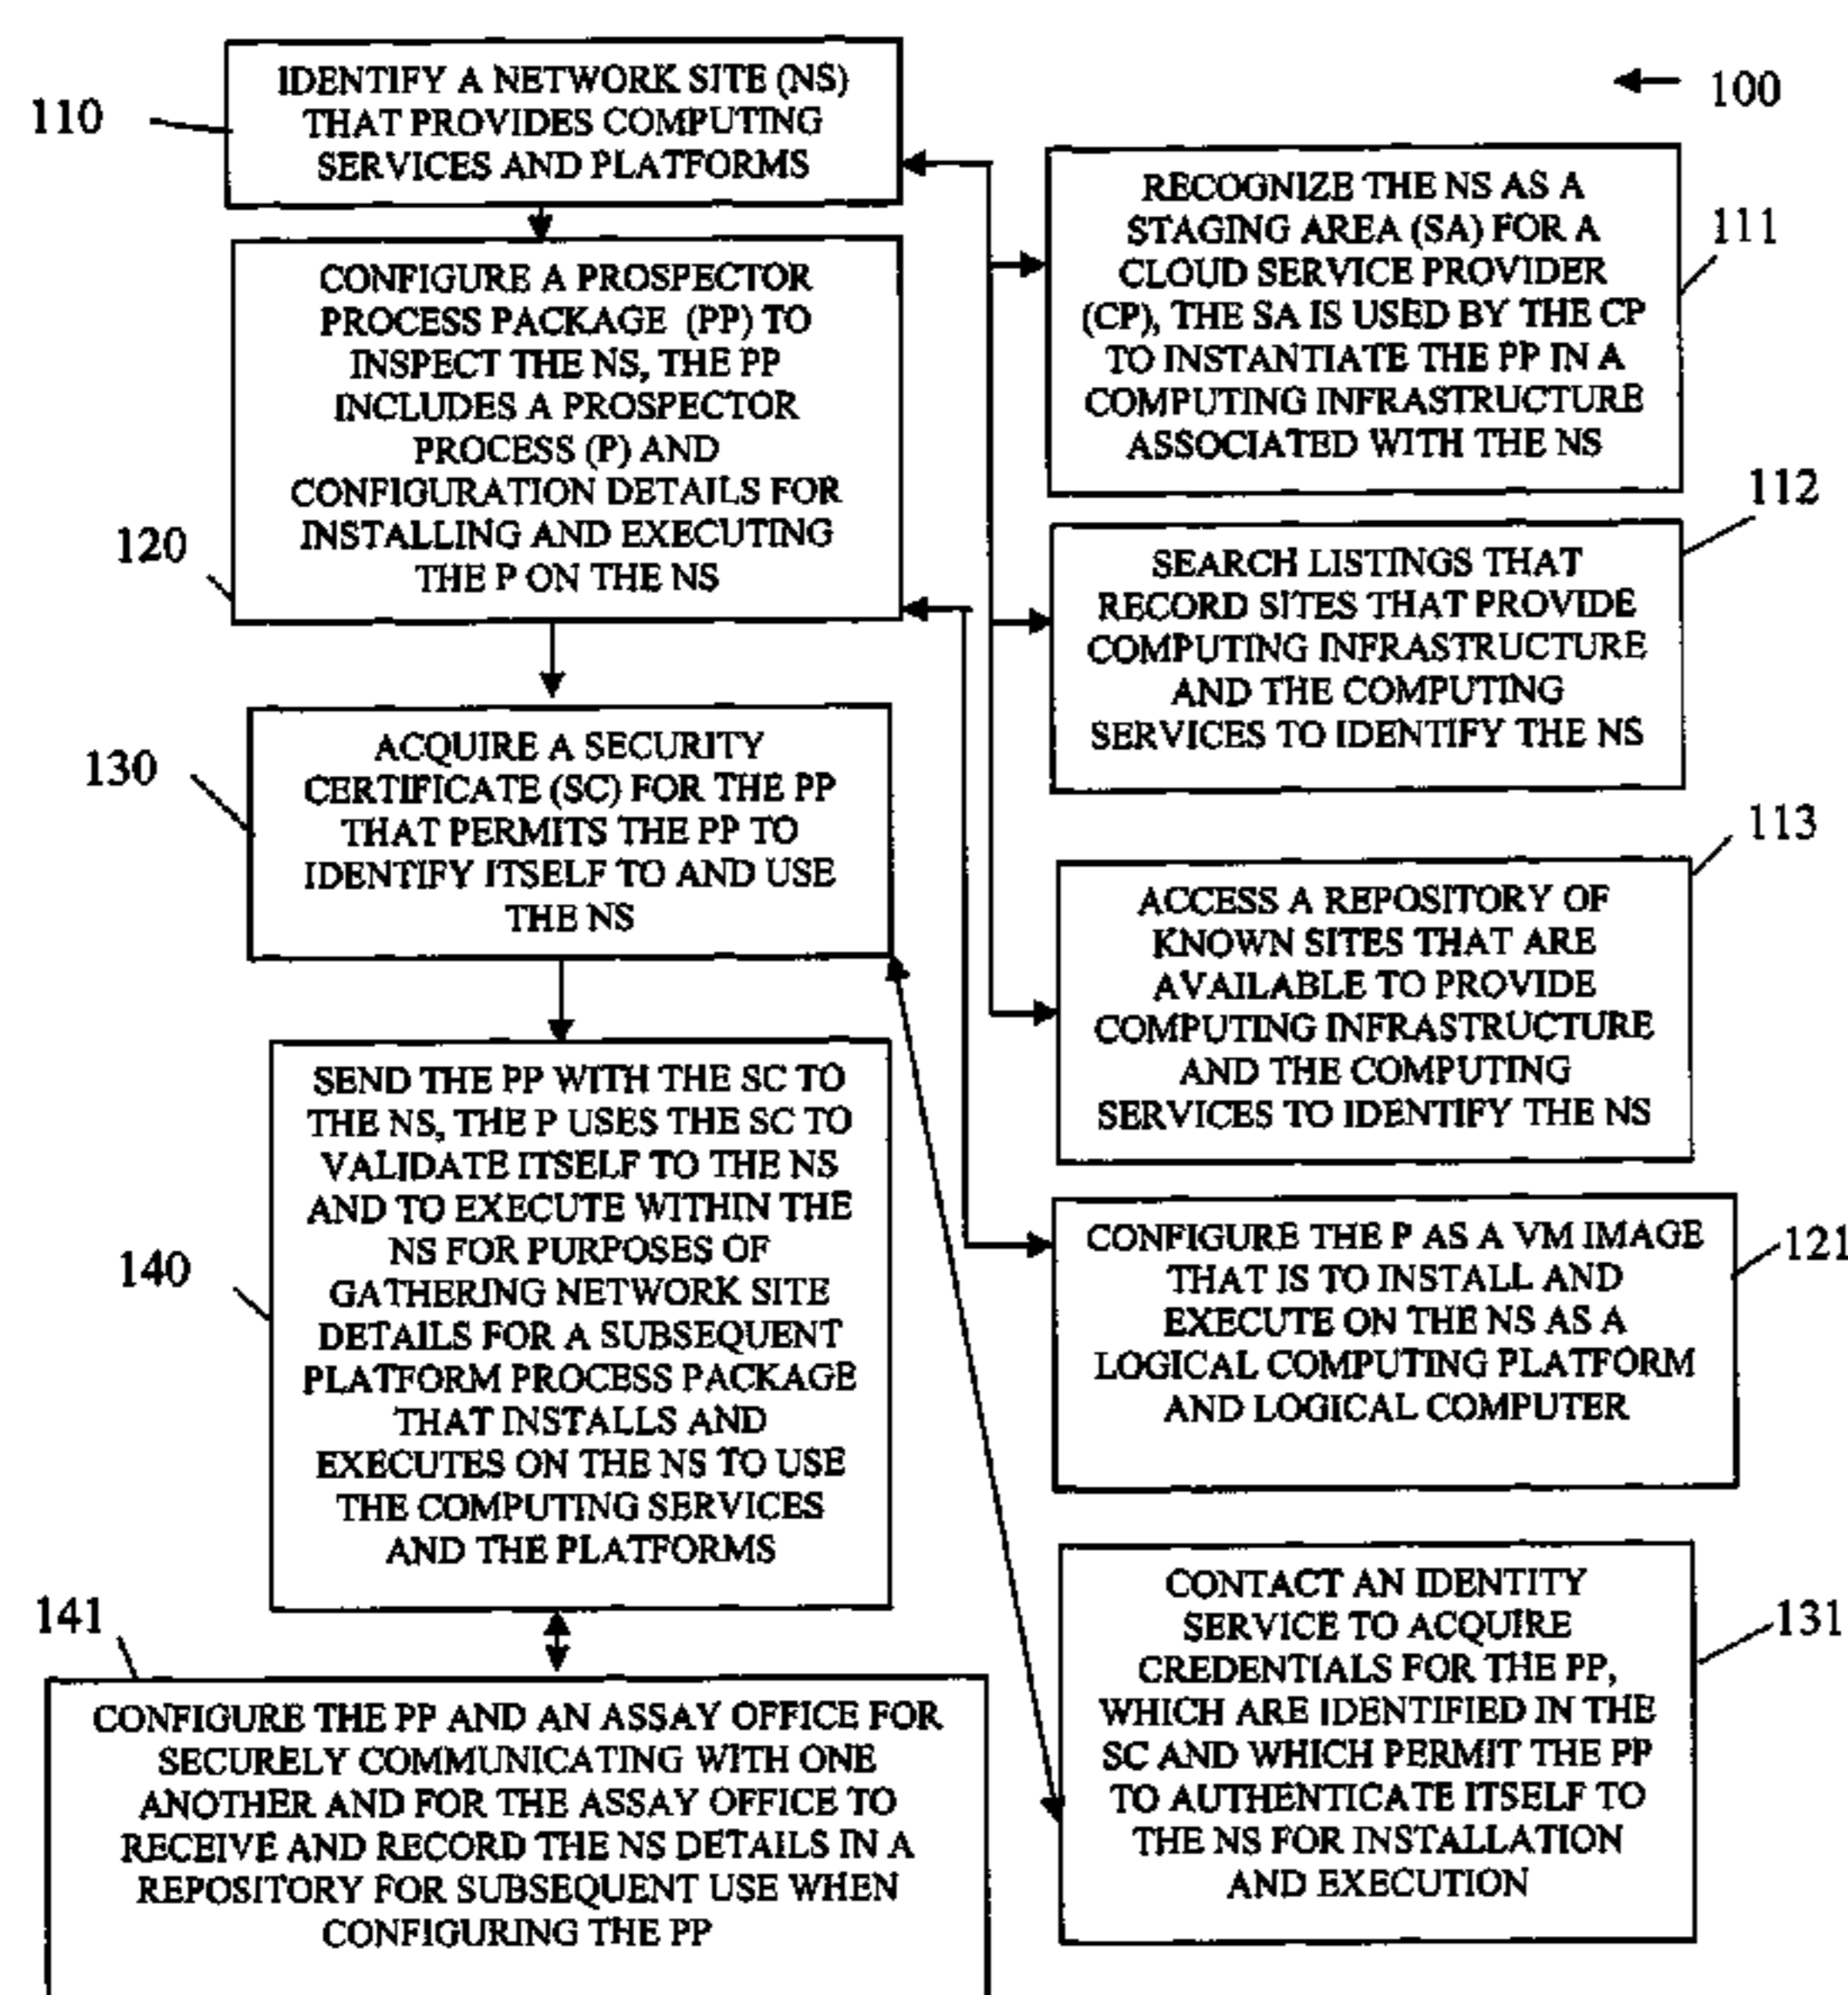 100
110
IDENTIFY A NETWORK SITE (NS)
THAT PROVIDES COMPUTING
SERVICES AND PLATFORMS
120
CONFIGURE A PROSPECTOR
PROCESS PACKAGE (PP) TO
INSPECT THE NS, THE PP
INCLUDES A PROSPECTOR
PROCESS (P) AND
CONFIGURATION DETAILS FOR
INSTALLING AND EXECUTING
THE P ON THE NS
130
ACQUIRE A SECURITY
CERTIFICATE (SC) FOR THE PP
THAT PERMITS THE PP TO
IDENTIFY ITSELF TO AND USE
THE NS
140
SEND THE PP WITH THE SC TO
THE NS, THE P USES THE SC TO
VALIDATE ITSELF TO THE NS
AND TO EXECUTE WITHIN THE
NS FOR PURPOSES OF
GATHERING NETWORK SITE
DETAILS FOR A SUBSEQUENT
PLATFORM PROCESS PACKAGE
THAT INSTALLS AND
EXECUTES ON THE NS TO USE
THE COMPUTING SERVICES
AND THE PLATFORMS
141
CONFIGURE THE PP AND AN ASSAY OFFICE FOR
SECURELY COMMUNICATING WITH ONE
ANOTHER AND FOR THE ASSAY OFFICE TO
RECEIVE AND RECORD THE NS DETAILS IN A
REPOSITORY FOR SUBSEQUENT USE WHEN
CONFIGURING THE PP
111
RECOGNIZE THE NS AS A
STAGING AREA (SA) FOR A
CLOUD SERVICE PROVIDER
(CP), THE SA IS USED BY THE CP
TO INSTANTIATE THE PP IN A
COMPUTING INFRASTRUCTURE
ASSOCIATED WITH THE NS
112
SEARCH LISTINGS THAT
RECORD SITES THAT PROVIDE
COMPUTING INFRASTRUCTURE
AND THE COMPUTING
SERVICES TO IDENTIFY THE NS
113
ACCESS A REPOSITORY OF
KNOWN SITES THAT ARE
AVAILABLE TO PROVIDE
COMPUTING INFRASTRUCTURE
AND THE COMPUTING
SERVICES TO IDENTIFY THE NS
121
CONFIGURE THE P AS A VM IMAGE
THAT IS TO INSTALL AND
EXECUTE ON THE NS AS A
LOGICAL COMPUTING PLATFORM
AND LOGICAL COMPUTER
131
CONTACT AN IDENTITY
SERVICE TO ACQUIRE
CREDENTIALS FOR THE PP,
WHICH ARE IDENTIFIED IN THE
SC AND WHICH PERMIT THE PP
TO AUTHENTICATE ITSELF TO
THE NS FOR INSTALLATION
AND EXECUTION